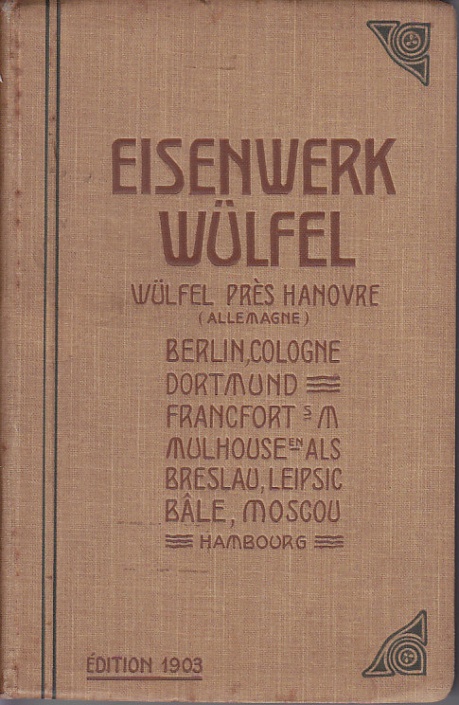 EISENWERK
WÜLFEL
WÜLFEL PRÈS HANOVRE
(ALLEMAGNE)
BERLIN, COLOGNE
DORTMUND
FRANCFORT S M
MULHOUSE EN ALS
BRESLAU, LEIPSIC
BÂLE, MOSCOU
HAMBOURG
ÉDITION 1903